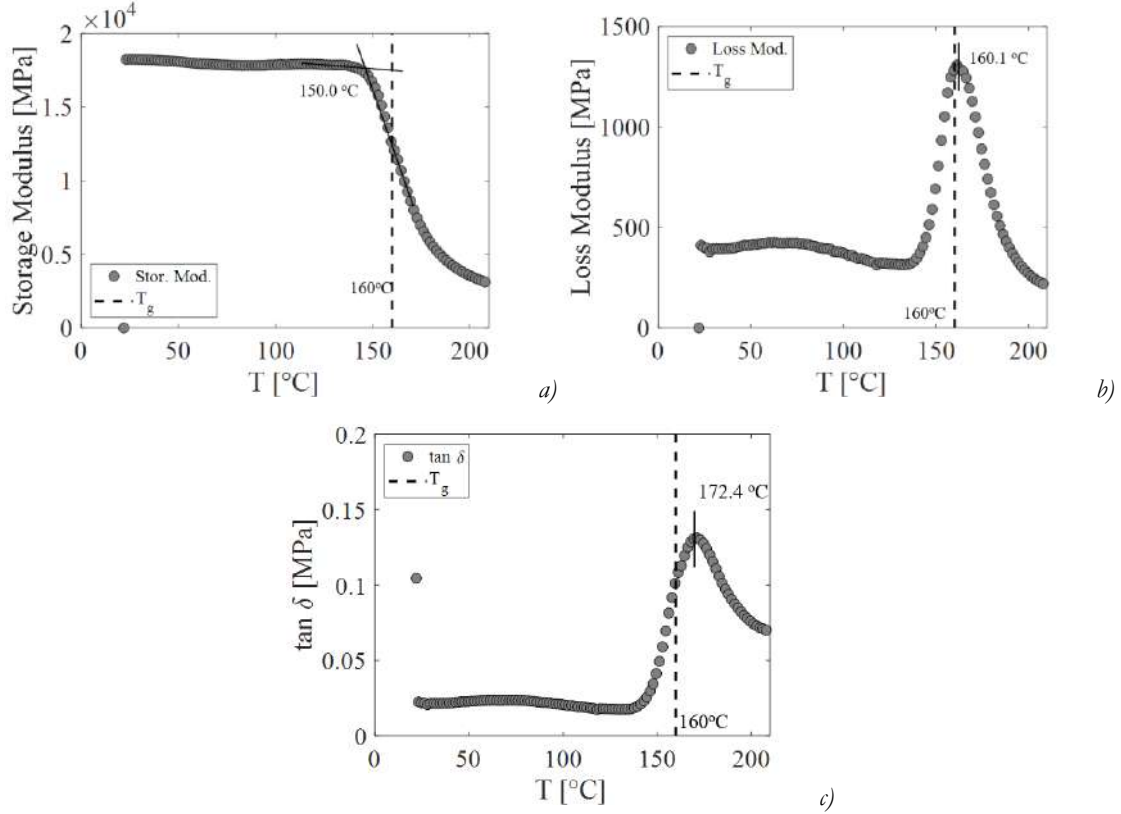 ×10⁴
2
1.5
1
0.5
0
Storage Modulus [MPa]
150.0 °C
Stor. Mod.
T_g
160°C
0 50 100 150 200
T [°C]
a)
1500
1000
500
0
Loss Modulus [MPa]
Loss Mod.
T_g
160.1 °C
160°C
0 50 100 150 200
T [°C]
b)
0.2
0.15
0.1
0.05
0
tan δ [MPa]
tan δ
T_g
172.4 °C
160°C
0 50 100 150 200
T [°C]
c)